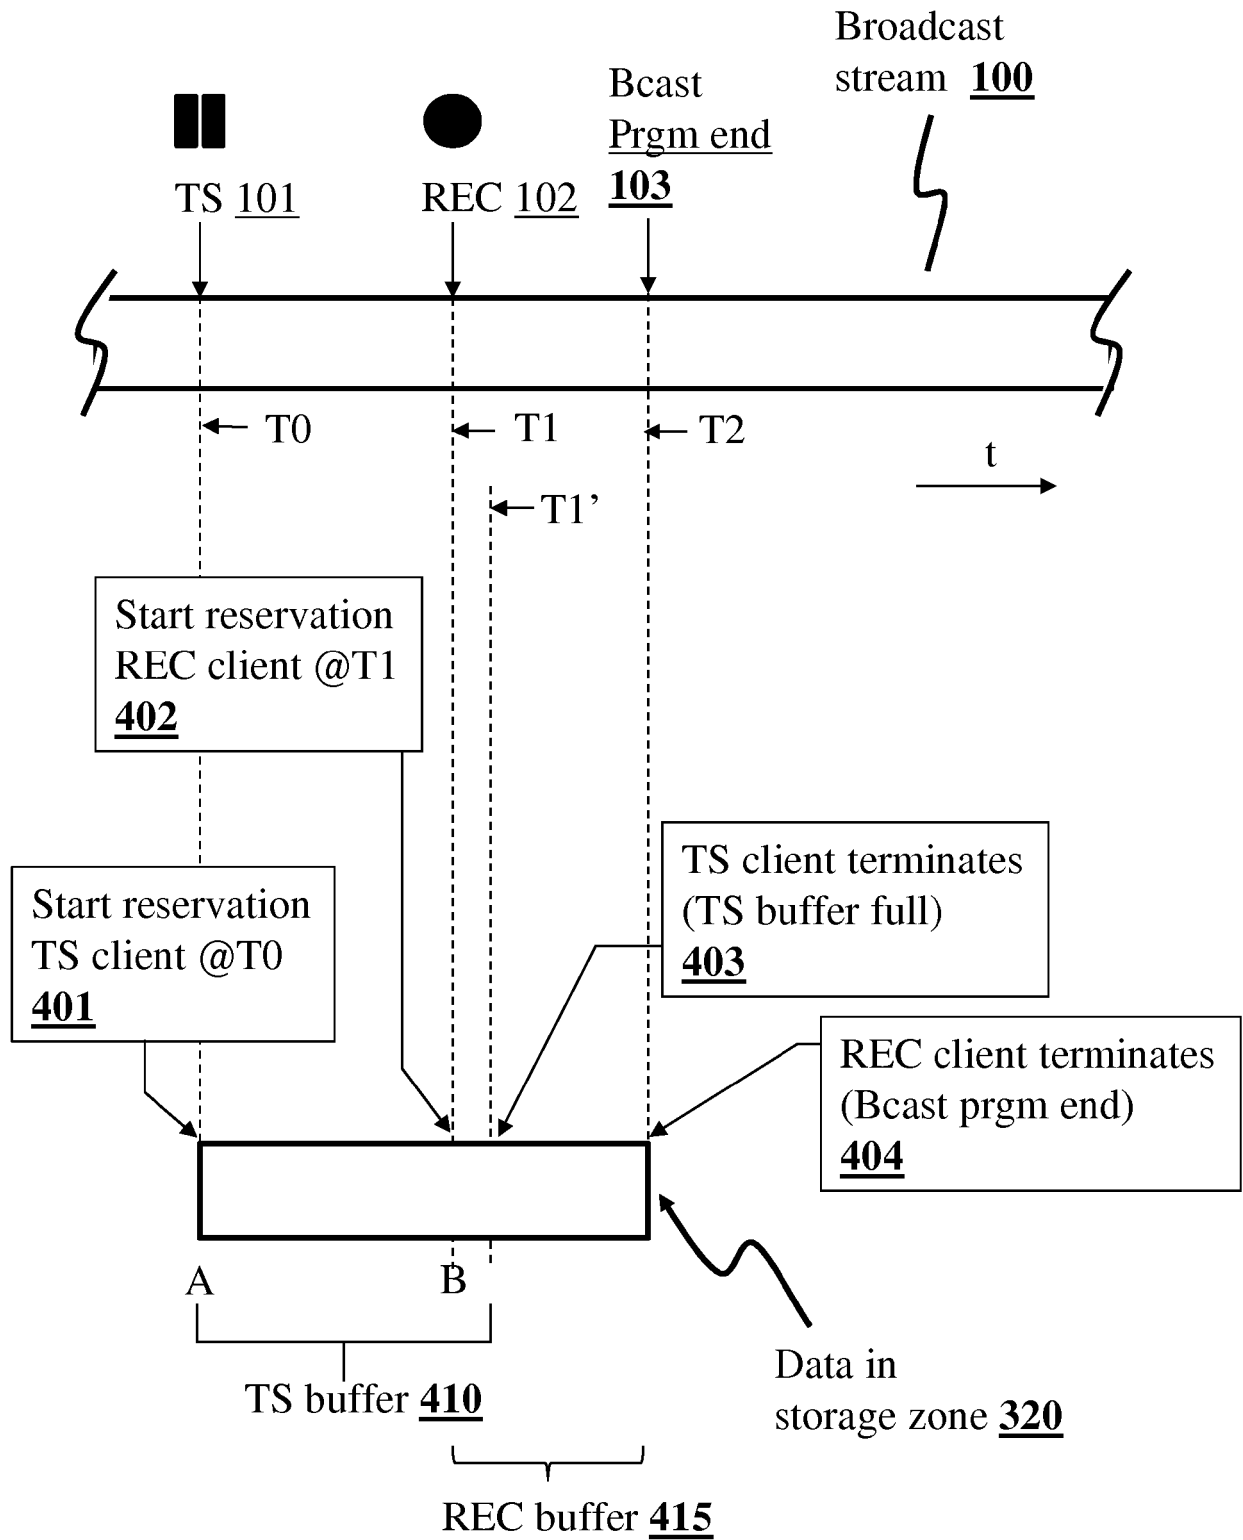 Broadcast
stream 100
Bcast
Prgm end
103
TS 101
REC 102
T0
T1
T2
t
T1’
Start reservation
REC client @T1
402
TS client terminates
(TS buffer full)
403
Start reservation
TS client @T0
401
REC client terminates
(Bcast prgm end)
404
A
B
TS buffer 410
Data in
storage zone 320
REC buffer 415